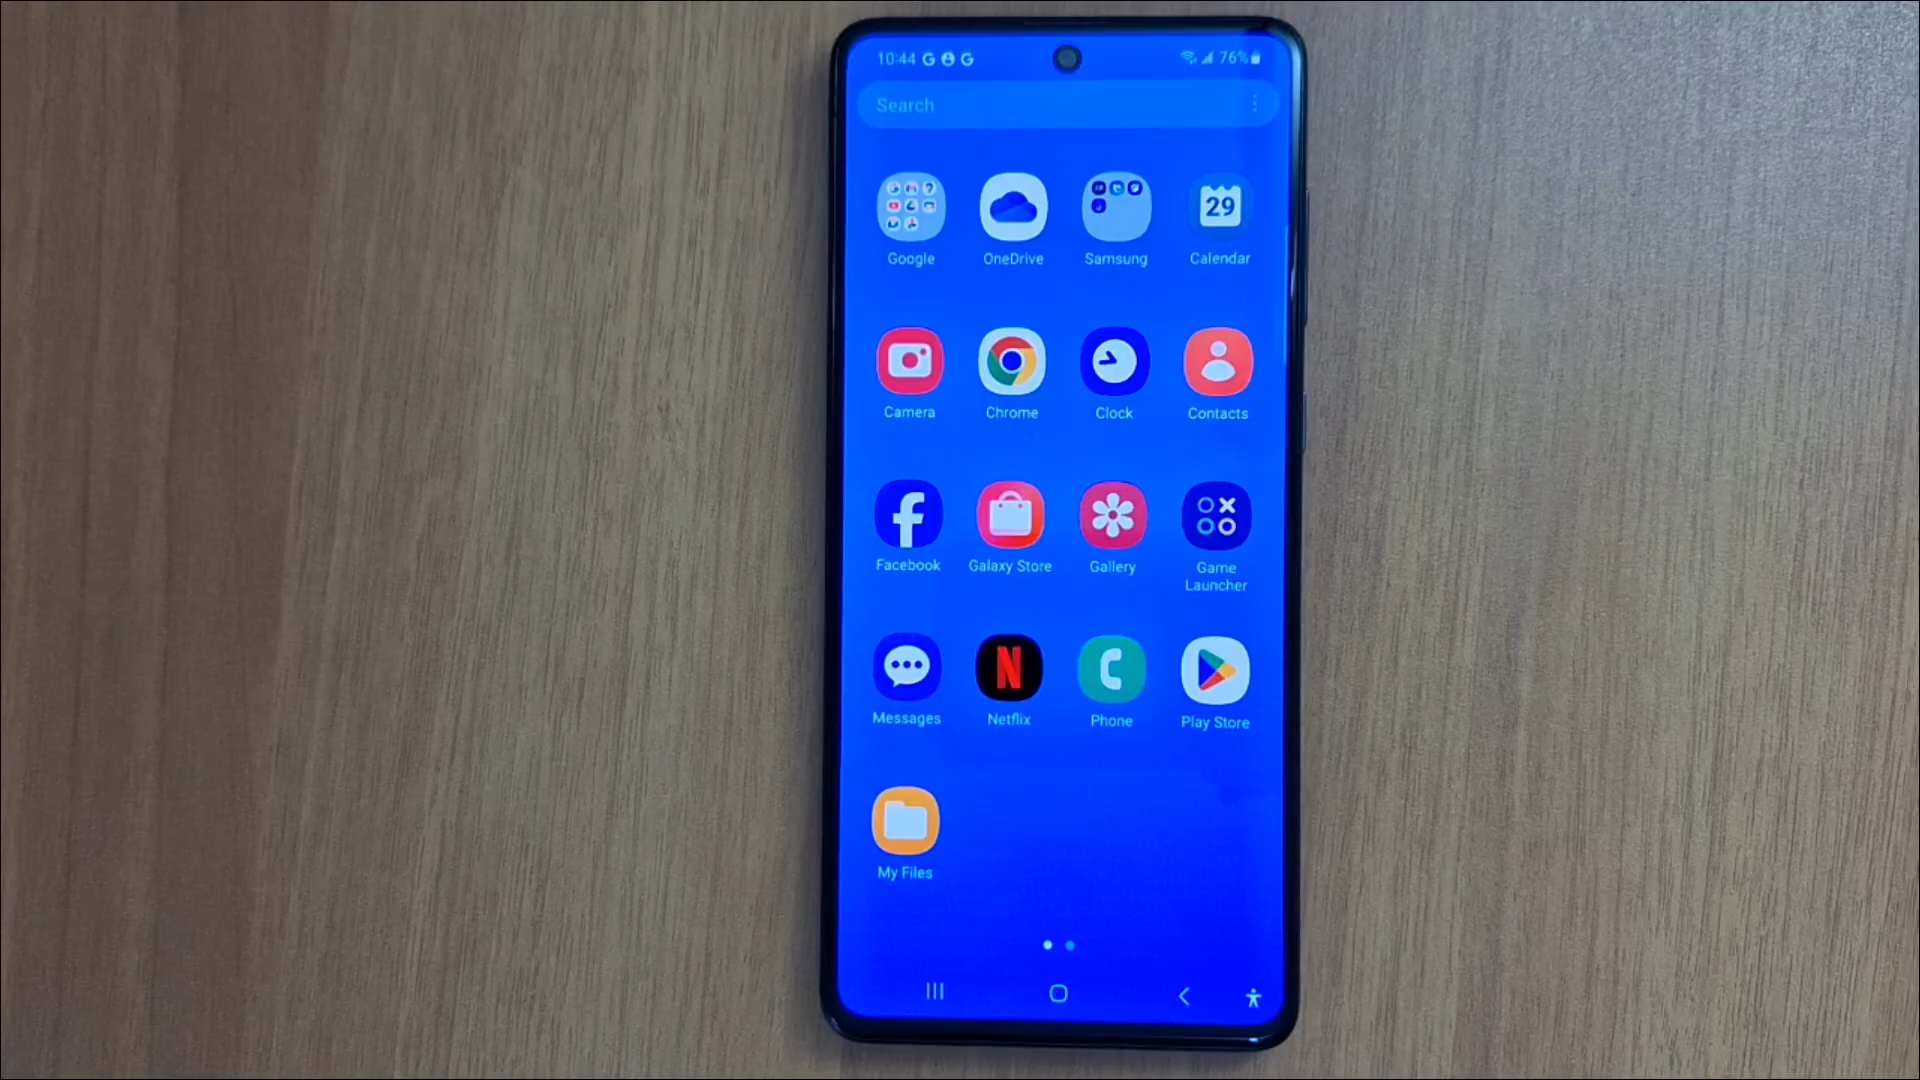 10:44 G G 76%
Search
29
Google OneDrive Samsung Calendar
Camera Chrome Clock Contacts
Facebook Galaxy Store Gallery Game
Launcher
Messages Netflix Phone Play Store
My Files